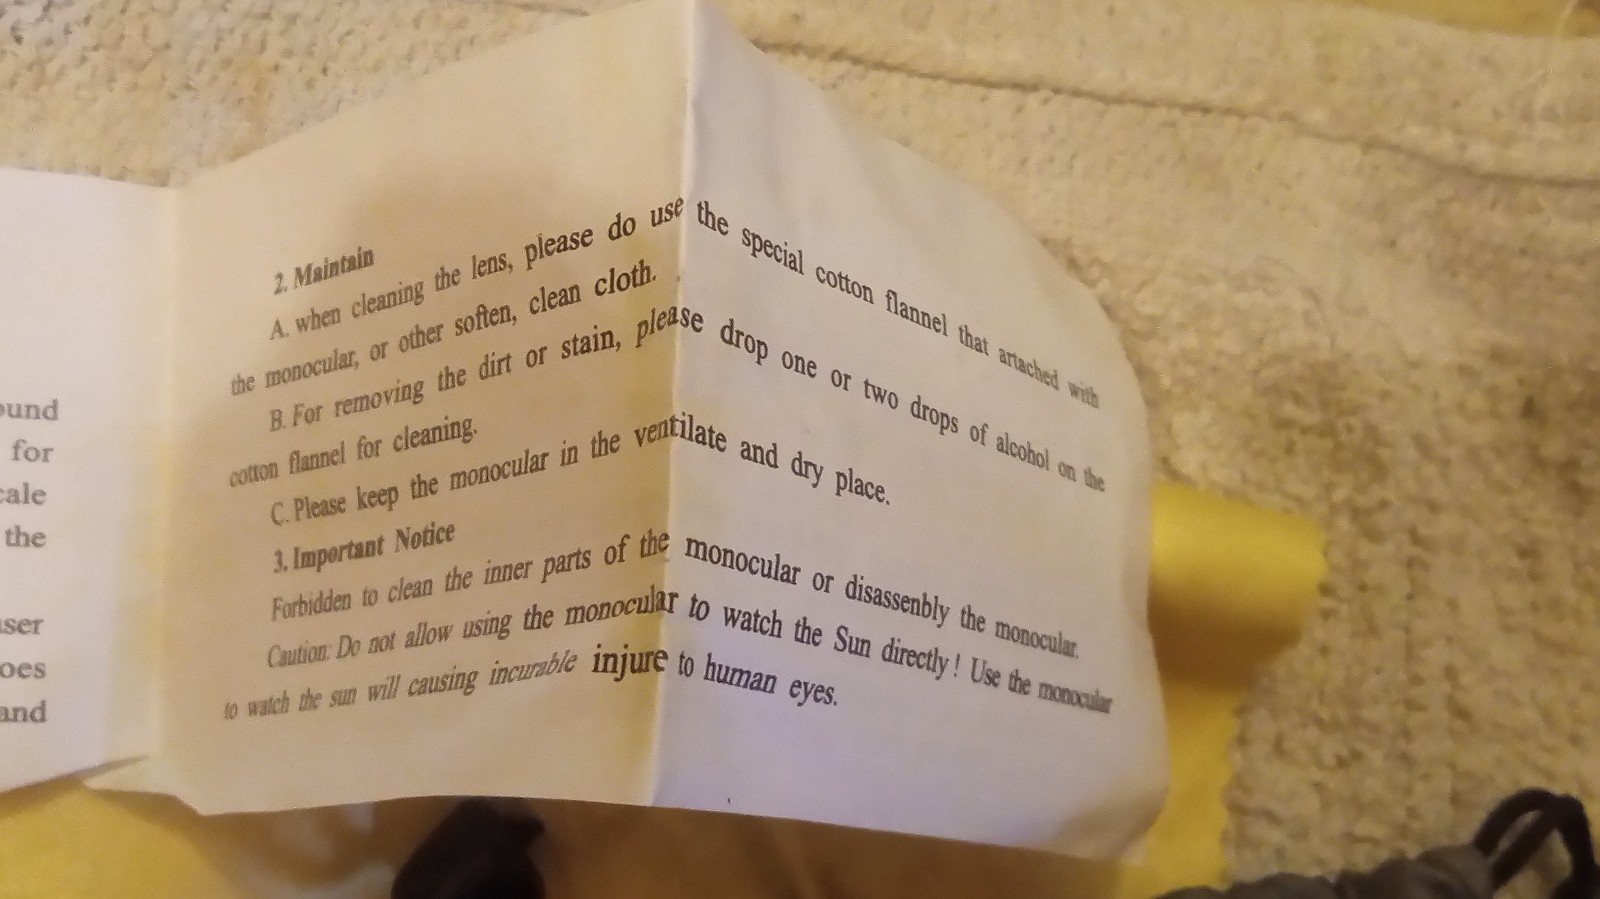 ound
for
cale
the
user
oes
and
2. Maintain
A. when cleaning the lens, please do use the special cotton flannel that artached with
the monocular, or other soften, clean cloth.
B. For removing the dirt or stain, please drop one or two drops of alcohol on the
cotton flannel for cleaning.
C. Please keep the monocular in the ventilate and dry place.
3. Important Notice
Forbidden to clean the inner parts of the monocular or disassenbly the monocular.
Caution: Do not allow using the monocular to watch the Sun directly! Use the monocular
to watch the sun will causing incurable injure to human eyes.